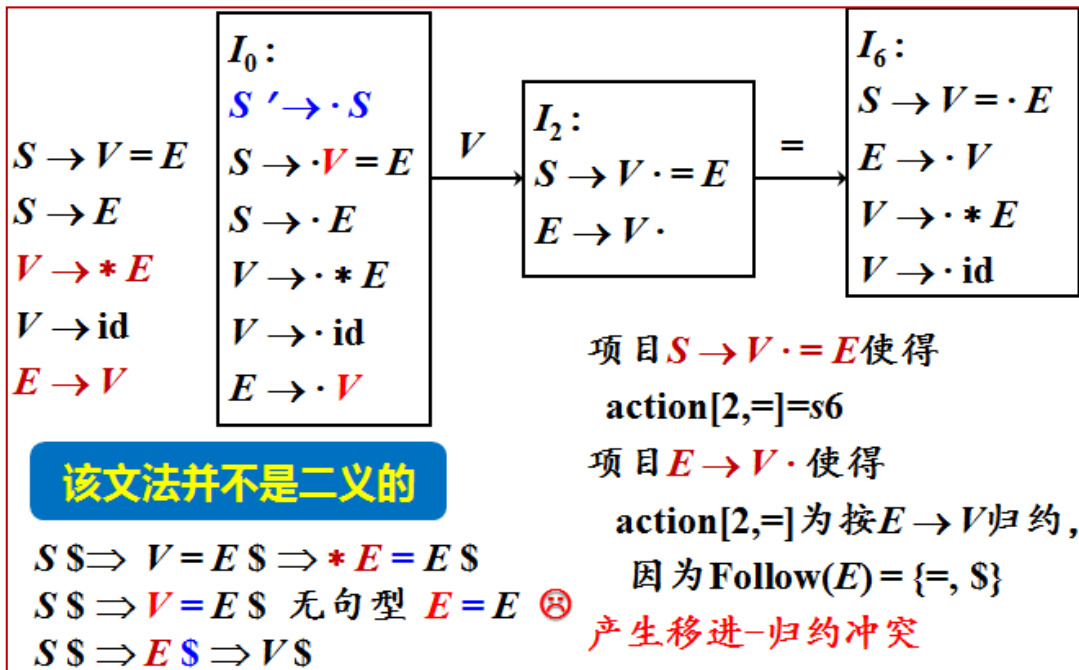 S → V = E
S → E
V → * E
V → id
E → V
I₀ :
S ′ → · S
S → ·V = E
S → · E
V → · * E
V → · id
E → · V
V
I₂ :
S → V · = E
E → V ·
=
I₆ :
S → V = · E
E → · V
V → · * E
V → · id
该文法并不是二义的
S $ ⇒ V = E $ ⇒ * E = E $
S $ ⇒ V = E $ 无句型 E = E ☹
S $ ⇒ E $ ⇒ V $
项目S → V · = E使得
action[2,=]=s6
项目E → V · 使得
action[2,=]为按E → V归约，
因为Follow(E) = {=, $}
产生移进-归约冲突